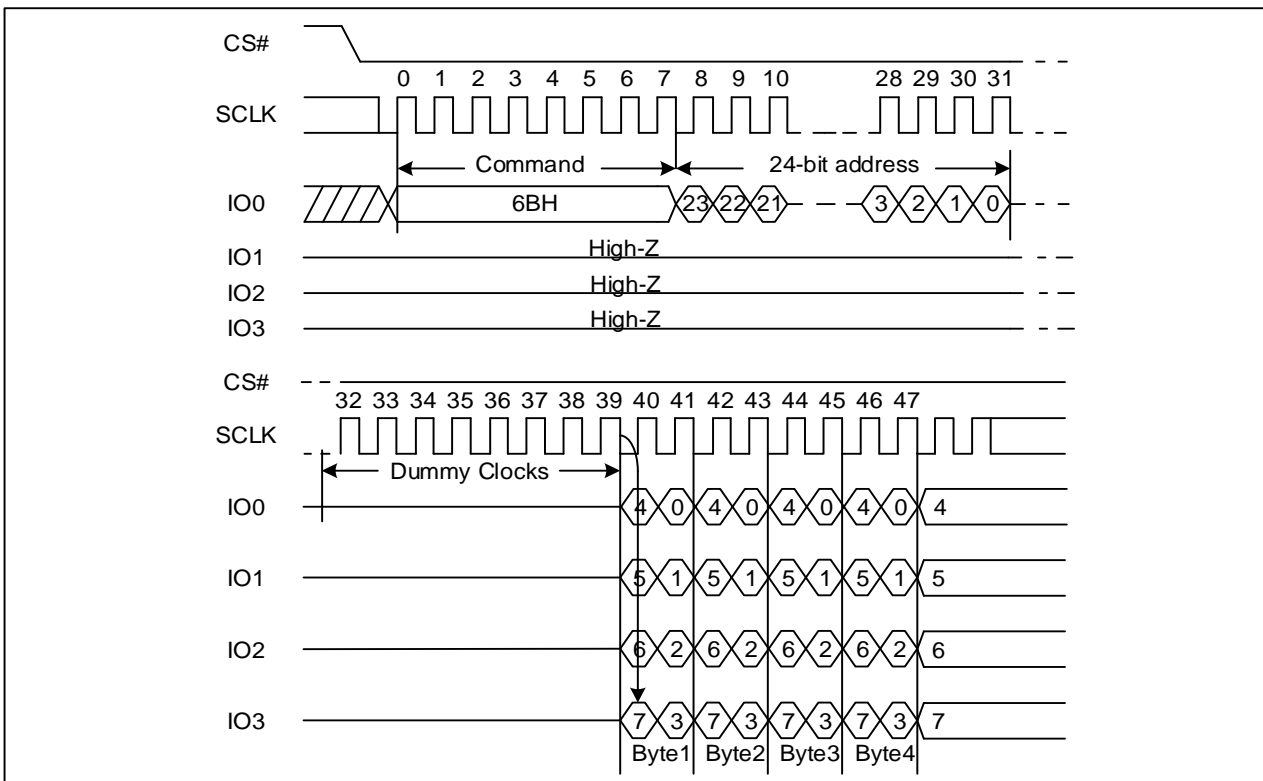 CS#
0 1 2 3 4 5 6 7 8 9 10 28 29 30 31
SCLK
Command 24-bit address
IO0 6BH 23 22 21 3 2 1 0
IO1 High-Z
IO2 High-Z
IO3 High-Z
CS#
32 33 34 35 36 37 38 39 40 41 42 43 44 45 46 47
SCLK
Dummy Clocks
IO0 4 0 4 0 4 0 4 0 4
IO1 5 1 5 1 5 1 5 1 5
IO2 6 2 6 2 6 2 6 2 6
IO3 7 3 7 3 7 3 7 3 7
Byte1 Byte2 Byte3 Byte4